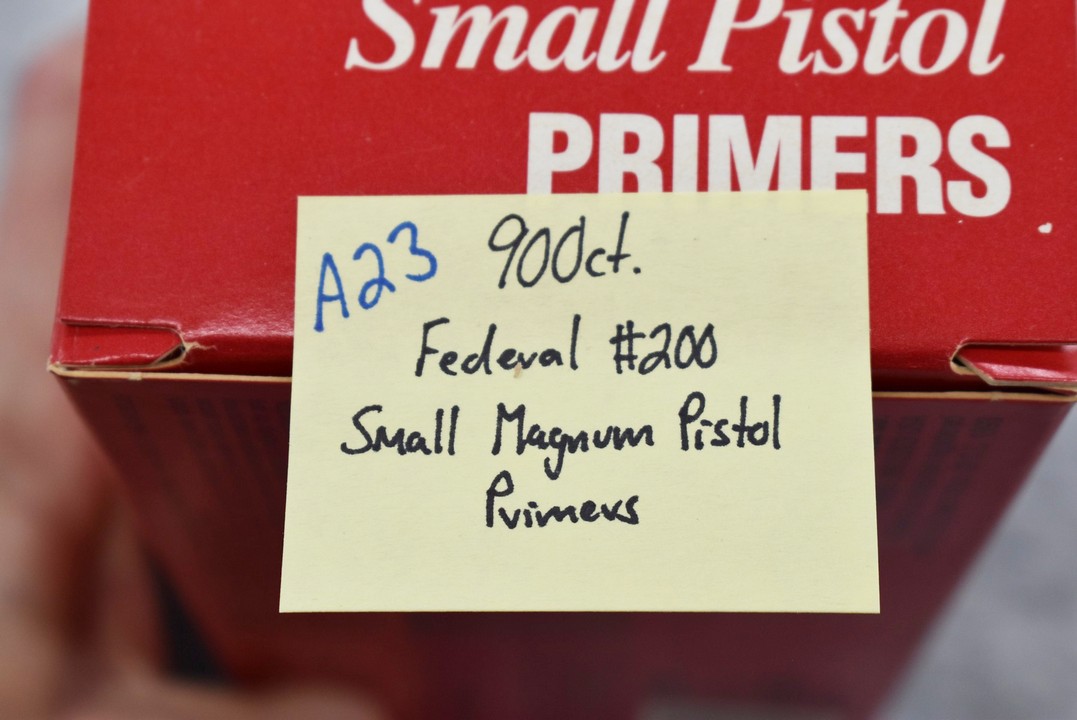 Small Pistol
PRIMERS
A23 900ct.
Federal #200
Small Magnum Pistol
Primers